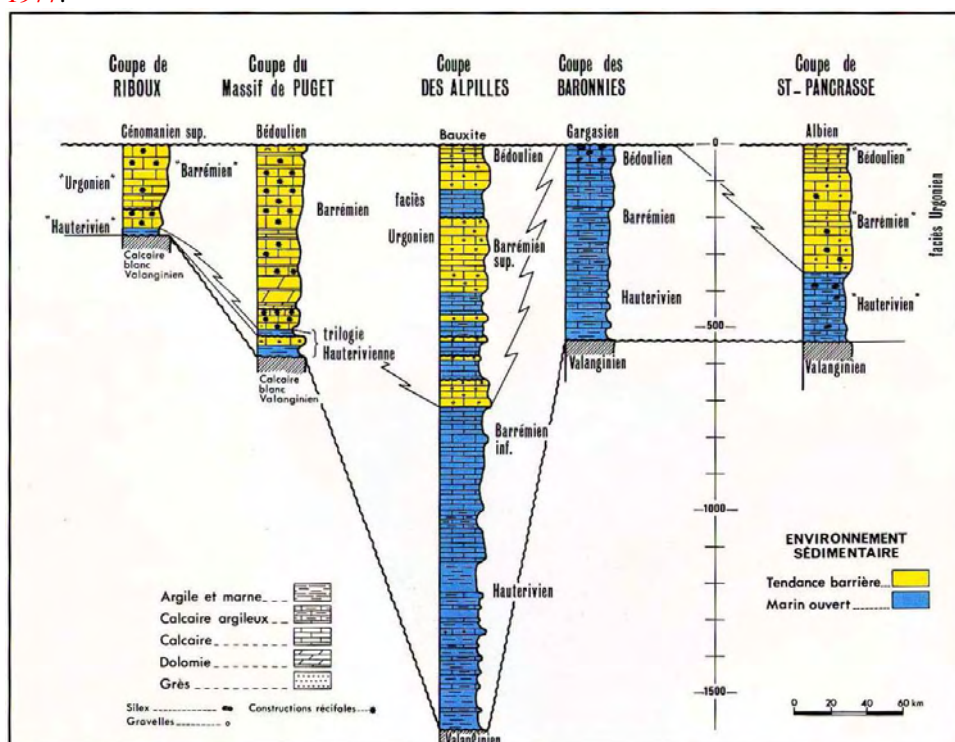 1977.
Coupe de
RIBOUX
Coupe du
Massif de PUGET
Coupe
DES ALPILLES
Coupe des
BARONNIES
Coupe de
ST-PANCRASSE
Cénomanien sup.
Bédoulien
Bauxite
Gargasien
Albien
"Urgonien"
"Barrémien"
"Hauterivien"
Calcaire
blanc
Valanginien
Barrémien
trilogie
Hauterivienne
Calcaire
blanc
Valanginien
Bédoulien
faciès
Urgonien
Barrémien
sup.
Barrémien
inf.
Hauterivien
Valanginien
Bédoulien
Barrémien
Hauterivien
Valanginien
0
500
1000
1500
"Bédoulien"
"Barrémien"
"Hauterivien"
faciès Urgonien
Valanginien
Argile et marne
Calcaire argileux
Calcaire
Dolomie
Grès
Silex
Constructions récifales
Gravelles
ENVIRONNEMENT
SÉDIMENTAIRE
Tendance barrière
Marin ouvert
0 20 40 60 km